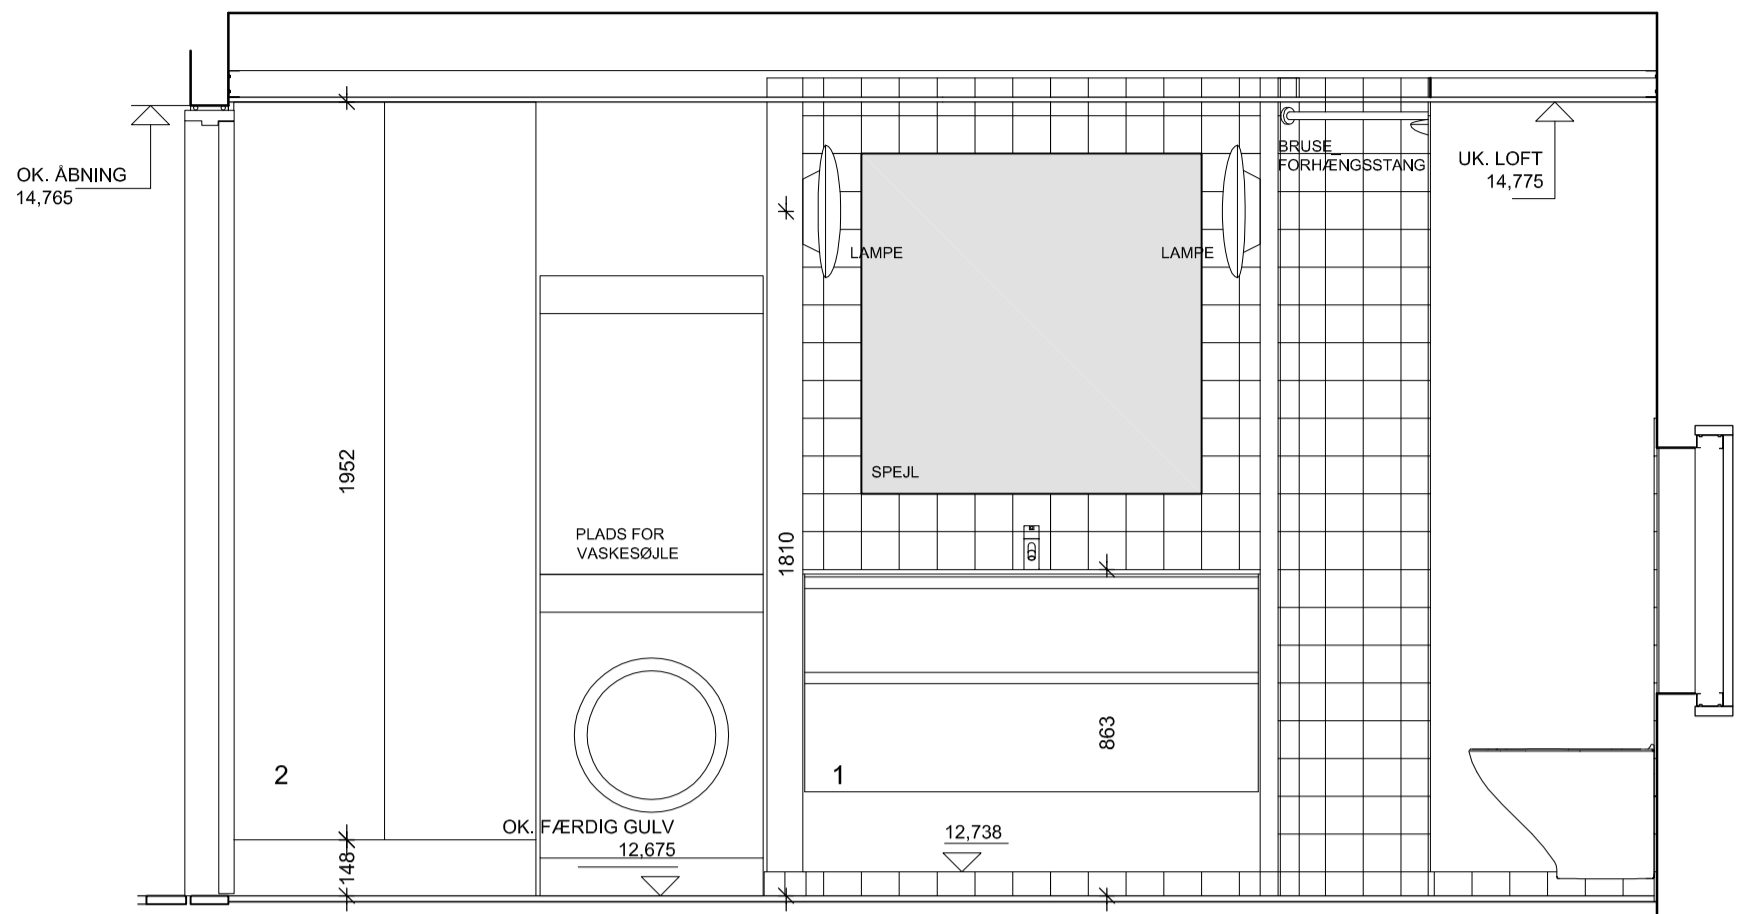 OK. ÅBNING
14,765
BRUSE
FORHÆNGSSTANG
UK. LOFT
14,775
LAMPE
LAMPE
1952
SPEJL
PLADS FOR
VASKESØJLE
1810
863
2
1
OK. FÆRDIG GULV
12,675
12,738
148